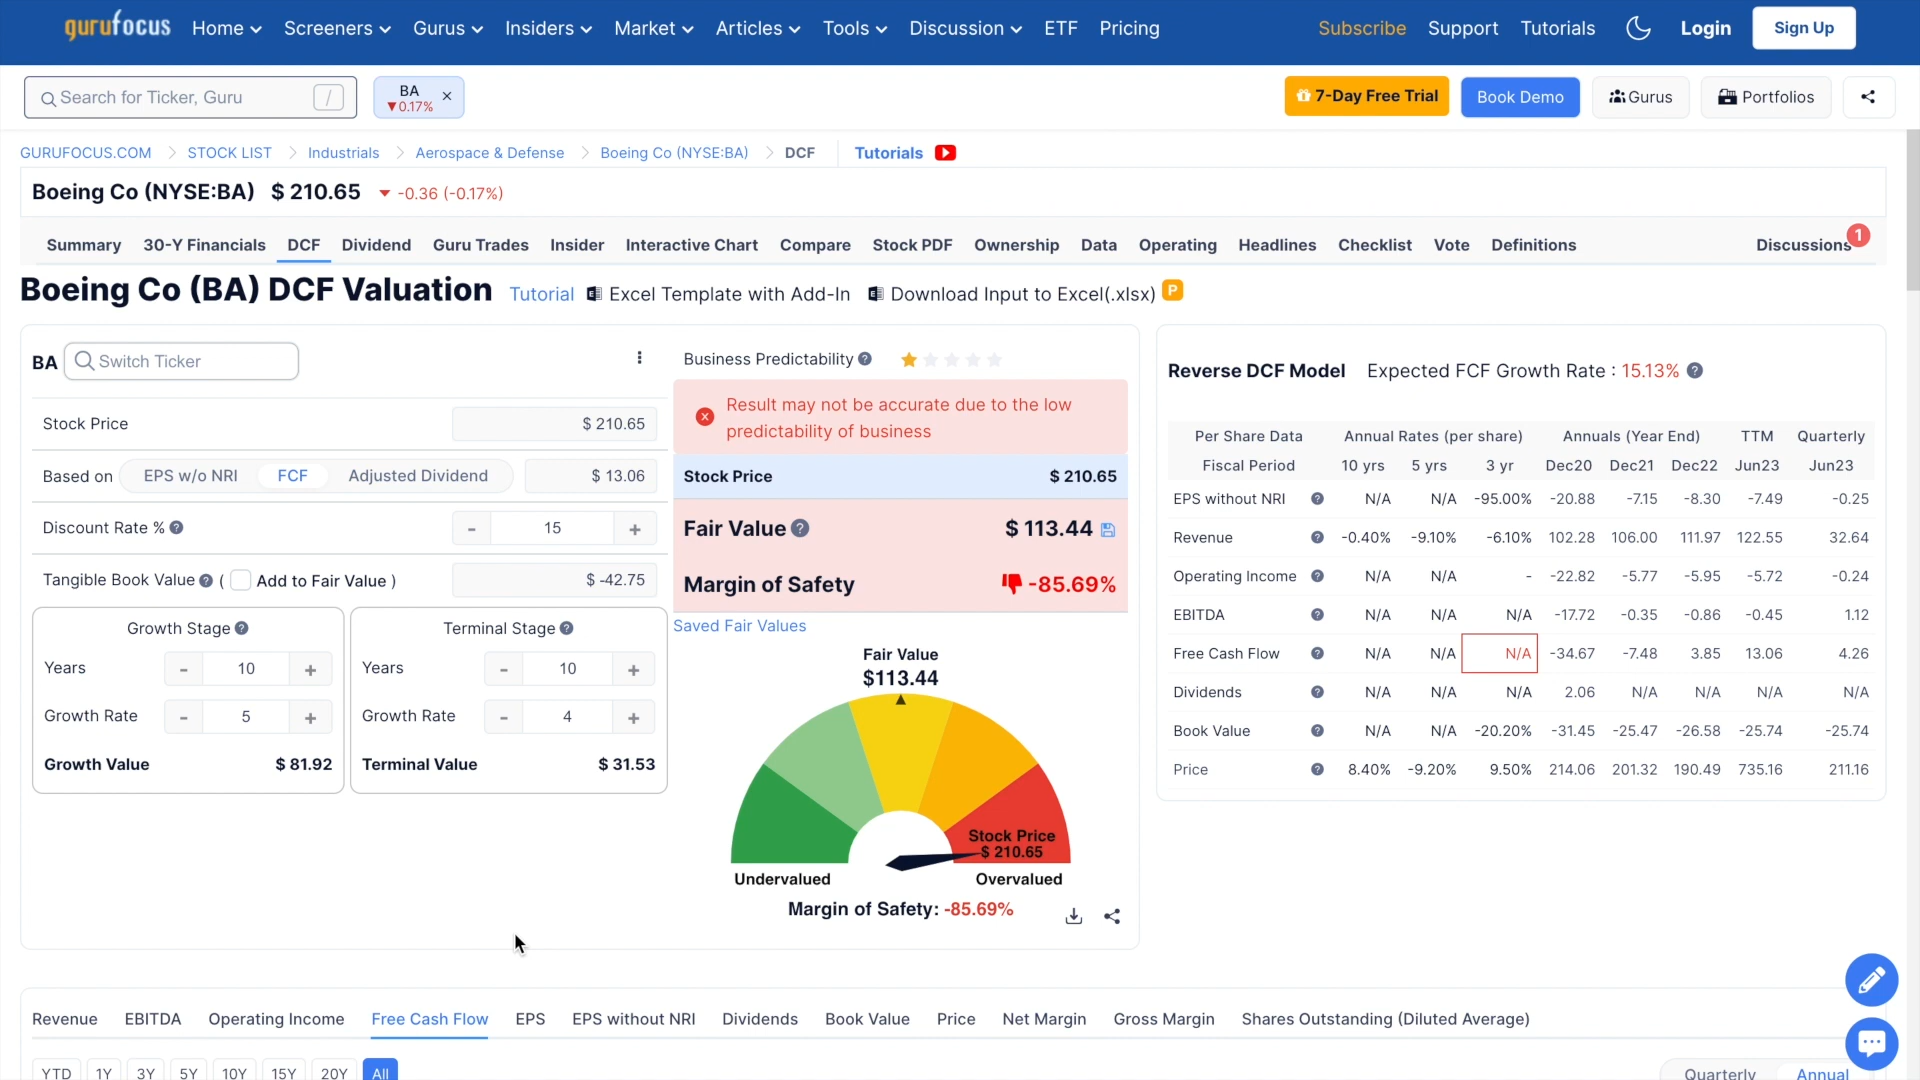 gurufocus Home Screeners Gurus Insiders Market Articles Tools Discussion ETF Pricing Subscribe Support Tutorials Login Sign Up
Search for Ticker, Guru / BA ▼0.17% × 7-Day Free Trial Book Demo Gurus Portfolios
GURUFOCUS.COM > STOCK LIST > Industrials > Aerospace & Defense > Boeing Co (NYSE:BA) > DCF Tutorials
Boeing Co (NYSE:BA) $ 210.65 ▼ -0.36 (-0.17%)
Summary 30-Y Financials DCF Dividend Guru Trades Insider Interactive Chart Compare Stock PDF Ownership Data Operating Headlines Checklist Vote Definitions Discussions 1
Boeing Co (BA) DCF Valuation Tutorial Excel Template with Add-In Download Input to Excel(.xlsx) P
BA Switch Ticker
Stock Price $ 210.65
Based on EPS w/o NRI FCF Adjusted Dividend $ 13.06
Discount Rate % ? - 15 +
Tangible Book Value ? ( Add to Fair Value ) $ -42.75
Growth Stage ?
Years - 10 +
Growth Rate - 5 +
Growth Value $ 81.92
Terminal Stage ?
Years - 10 +
Growth Rate - 4 +
Terminal Value $ 31.53
Business Predictability ?
Result may not be accurate due to the low
predictability of business
Stock Price $ 210.65
Fair Value ? $ 113.44
Margin of Safety -85.69%
Saved Fair Values
Fair Value
$113.44
Stock Price
$ 210.65
Undervalued Overvalued
Margin of Safety: -85.69%
Reverse DCF Model Expected FCF Growth Rate : 15.13% ?
Per Share Data Annual Rates (per share) Annuals (Year End) TTM Quarterly
Fiscal Period 10 yrs 5 yrs 3 yr Dec20 Dec21 Dec22 Jun23 Jun23
EPS without NRI ? N/A N/A -95.00% -20.88 -7.15 -8.30 -7.49 -0.25
Revenue ? -0.40% -9.10% -6.10% 102.28 106.00 111.97 122.55 32.64
Operating Income ? N/A N/A - -22.82 -5.77 -5.95 -5.72 -0.24
EBITDA ? N/A N/A N/A -17.72 -0.35 -0.86 -0.45 1.12
Free Cash Flow ? N/A N/A N/A -34.67 -7.48 3.85 13.06 4.26
Dividends ? N/A N/A N/A 2.06 N/A N/A N/A N/A
Book Value ? N/A N/A -20.20% -31.45 -25.47 -26.58 -25.74 -25.74
Price ? 8.40% -9.20% 9.50% 214.06 201.32 190.49 735.16 211.16
Revenue EBITDA Operating Income Free Cash Flow EPS EPS without NRI Dividends Book Value Price Net Margin Gross Margin Shares Outstanding (Diluted Average)
YTD 1Y 3Y 5Y 10Y 15Y 20Y All Quarterly Annual